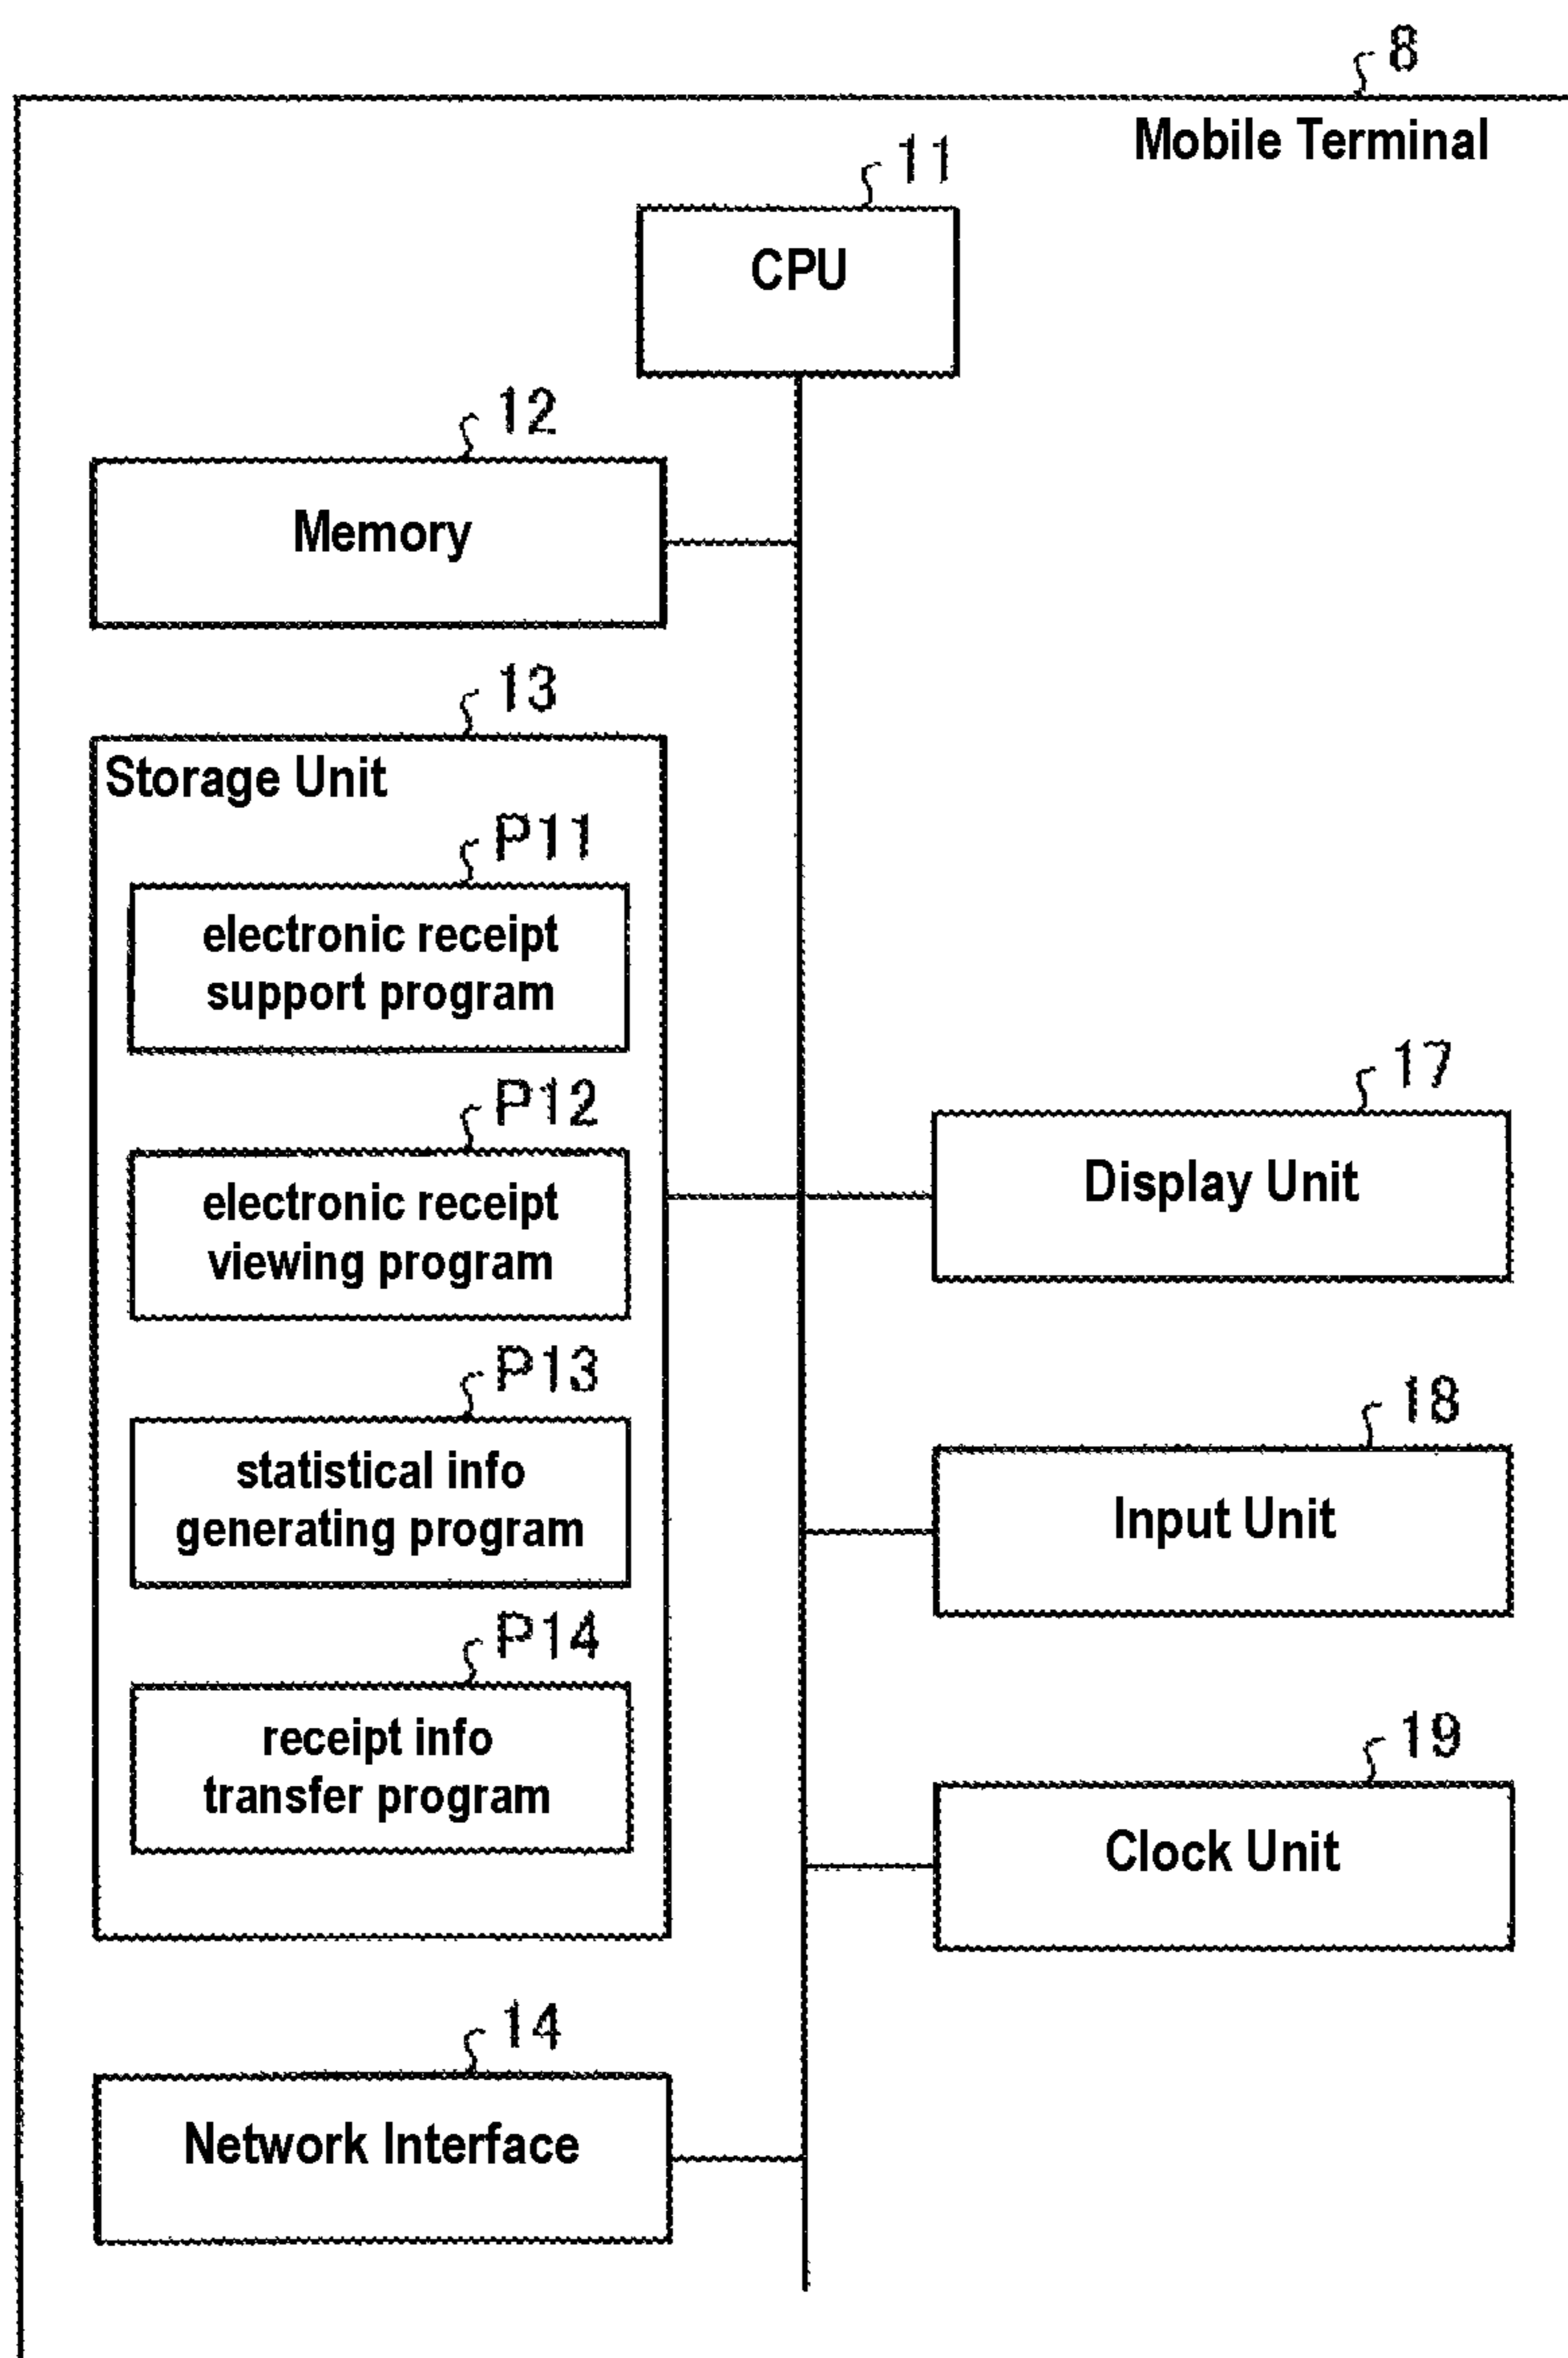 8
Mobile Terminal
11
CPU
12
Memory
13
Storage Unit
P11
electronic receipt
support program
P12
electronic receipt
viewing program
P13
statistical info
generating program
P14
receipt info
transfer program
14
Network Interface
17
Display Unit
18
Input Unit
19
Clock Unit